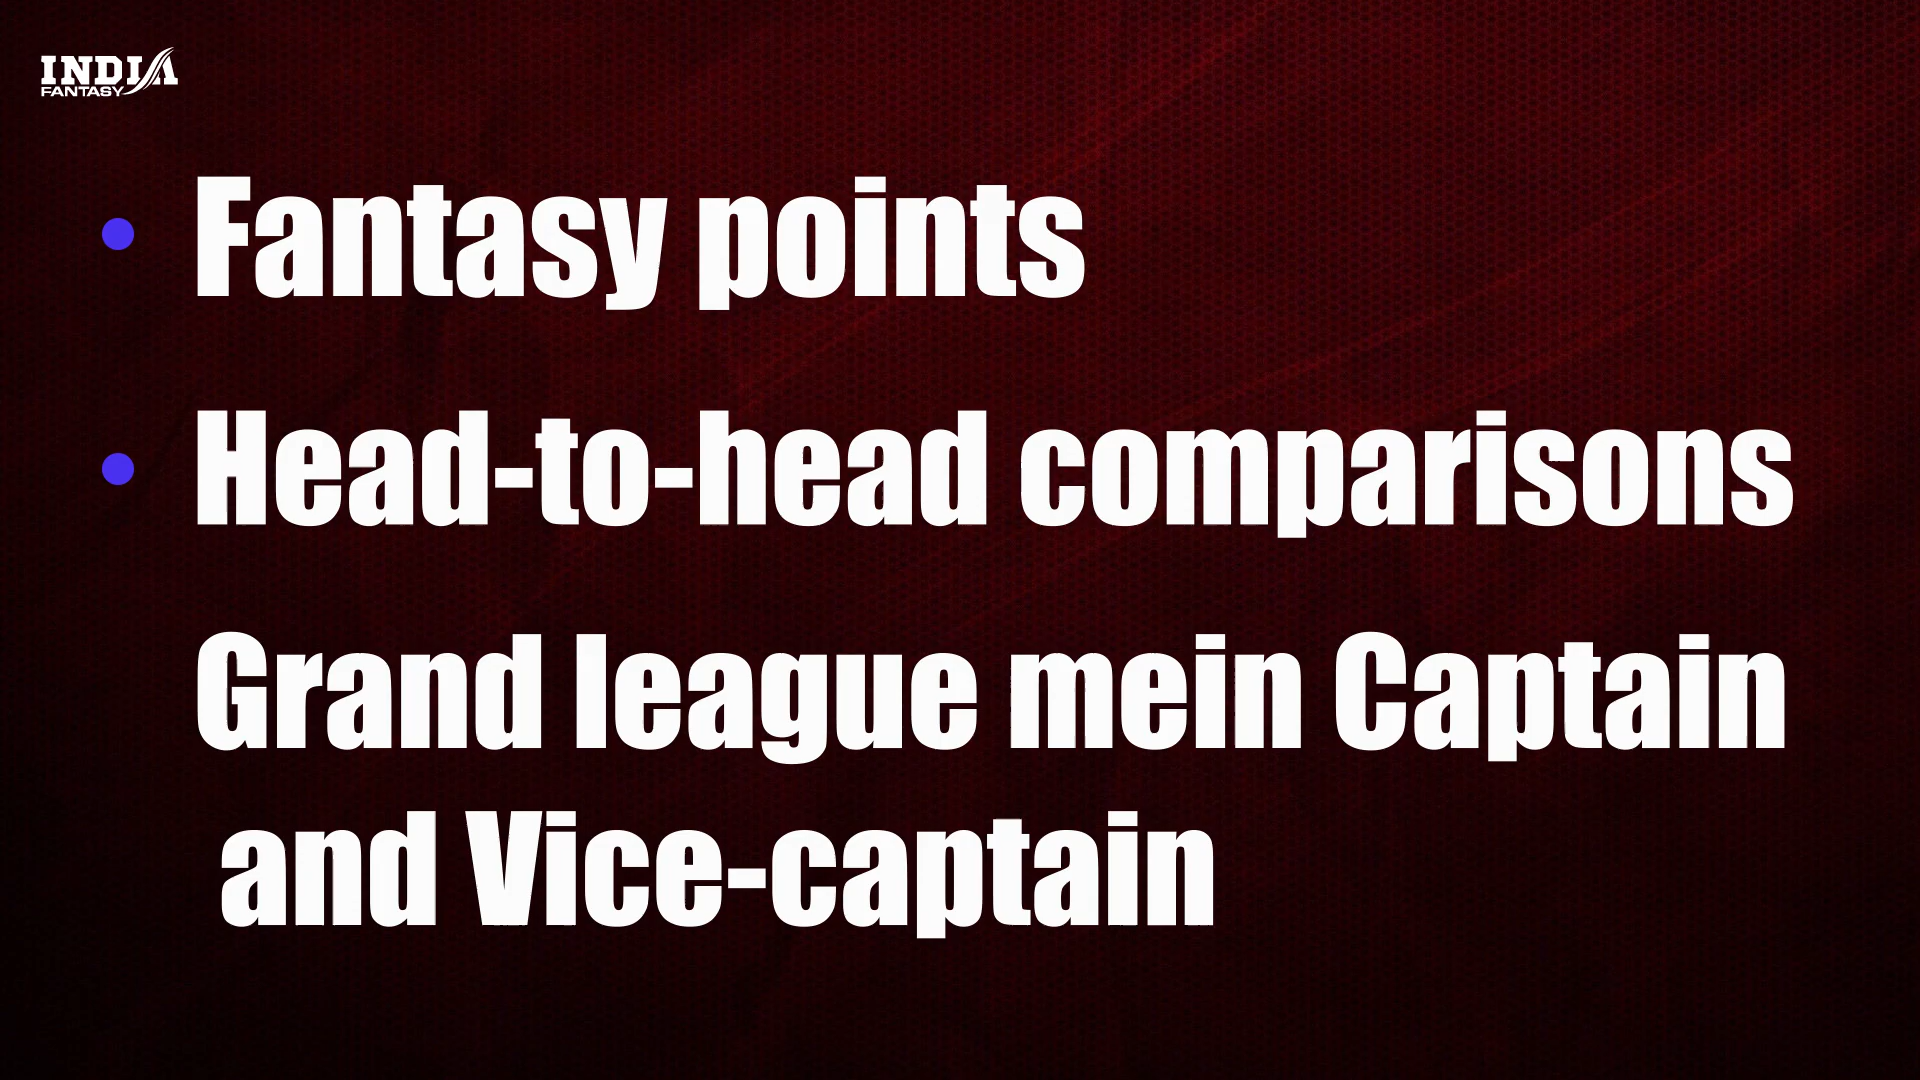 INDIA
FANTASY
• Fantasy points
• Head-to-head comparisons
Grand league mein Captain
and Vice-captain